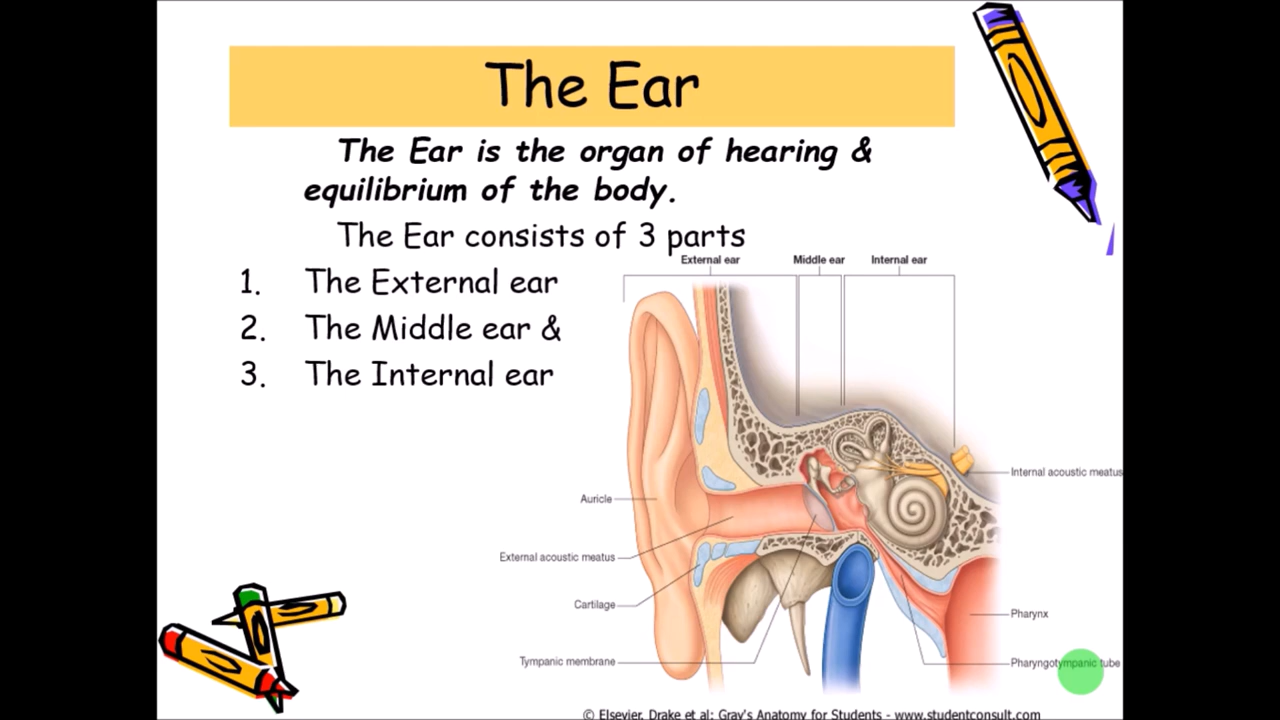 The Ear
The Ear is the organ of hearing &
equilibrium of the body.
The Ear consists of 3 parts
1. The External ear
2. The Middle ear &
3. The Internal ear
External ear
Middle ear
Internal ear
Internal acoustic meatus
Auricle
External acoustic meatus
Cartilage
Pharynx
Tympanic membrane
Pharyngotympanic tube
© Elsevier. Drake et al: Gray's Anatomy for Students - www.studentconsult.com